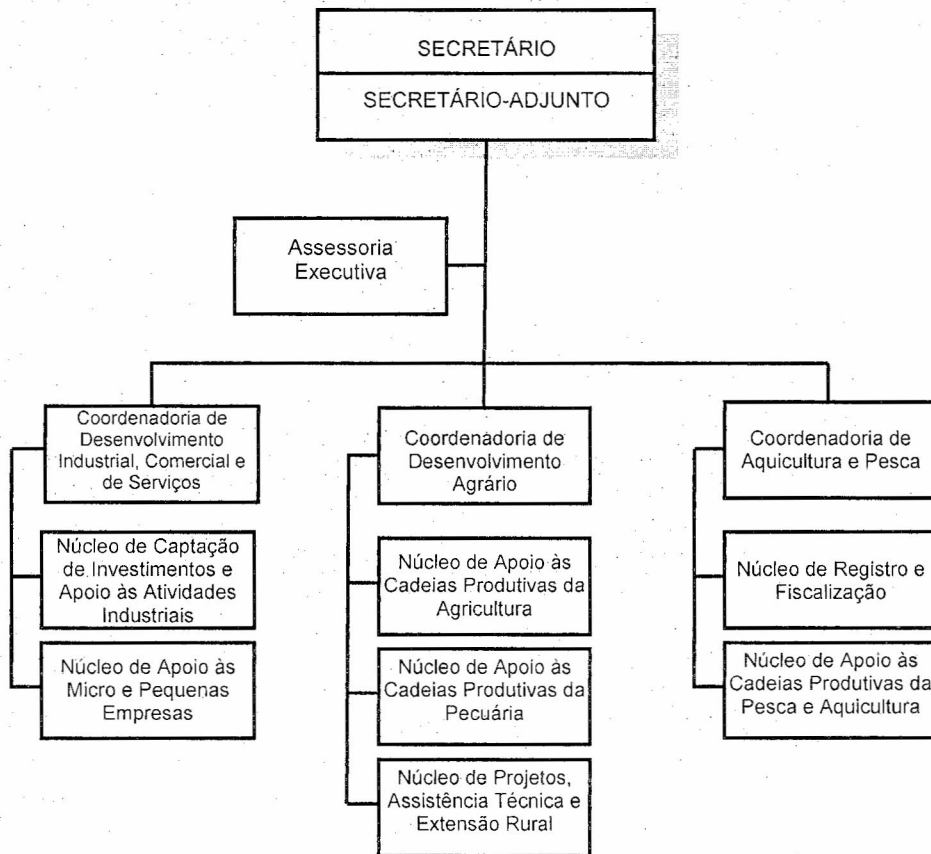 SECRETÁRIO
SECRETÁRIO-ADJUNTO
Assessoria
Executiva
Coordenadoria de
Desenvolvimento
Industrial, Comercial e
de Serviços
Núcleo de Captação
de Investimentos e
Apoio às Atividades
Industriais
Núcleo de Apoio às
Micro e Pequenas
Empresas
Coordenadoria de
Desenvolvimento
Agrário
Núcleo de Apoio às
Cadeias Produtivas da
Agricultura
Núcleo de Apoio às
Cadeias Produtivas da
Pecuária
Núcleo de Projetos,
Assistência Técnica e
Extensão Rural
Coordenadoria de
Aquicultura e Pesca
Núcleo de Registro e
Fiscalização
Núcleo de Apoio às
Cadeias Produtivas da
Pesca e Aquicultura